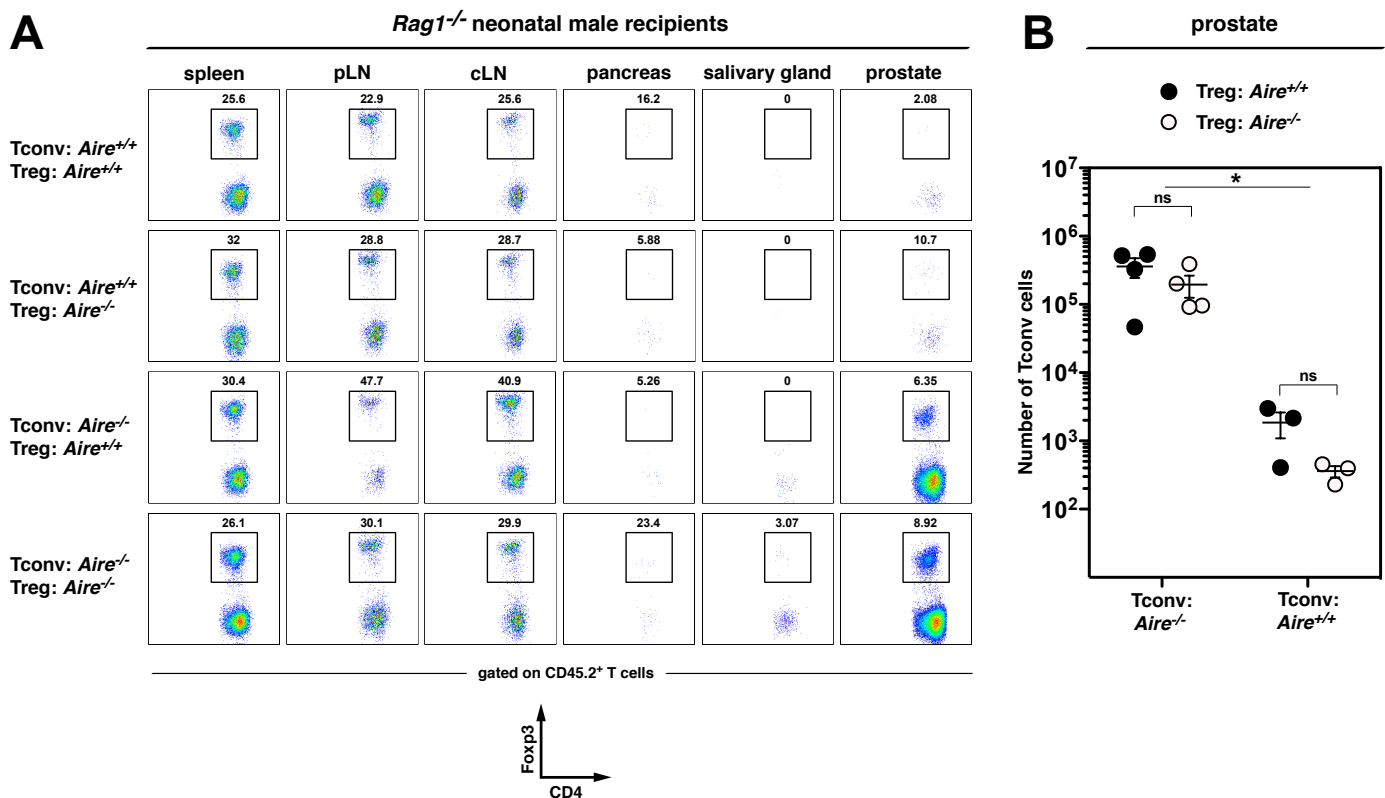 A
Rag1-/- neonatal male recipients
spleen pLN cLN pancreas salivary gland prostate
Tconv: Aire+/+
Treg: Aire+/+
25.6 22.9 25.6 16.2 0 2.08
Tconv: Aire+/+
Treg: Aire-/-
32 28.8 28.7 5.88 0 10.7
Tconv: Aire-/-
Treg: Aire+/+
30.4 47.7 40.9 5.26 0 6.35
Tconv: Aire-/-
Treg: Aire-/-
26.1 30.1 29.9 23.4 3.07 8.92
gated on CD45.2+ T cells
Foxp3
CD4
B
prostate
Treg: Aire+/+
Treg: Aire-/-
Number of Tconv cells
10^7
10^6
10^5
10^4
10^3
10^2
*
ns
ns
Tconv:
Aire-/-
Tconv:
Aire+/+